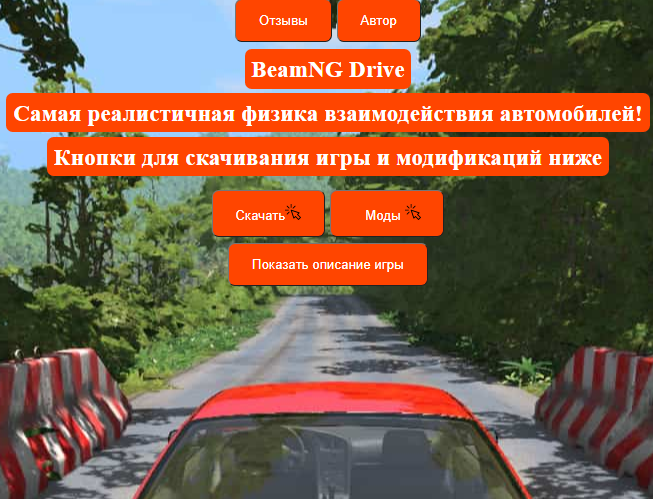 Отзывы Автор
BeamNG Drive
Самая реалистичная физика взаимодействия автомобилей!
Кнопки для скачивания игры и модификаций ниже
Скачать Моды
Показать описание игры